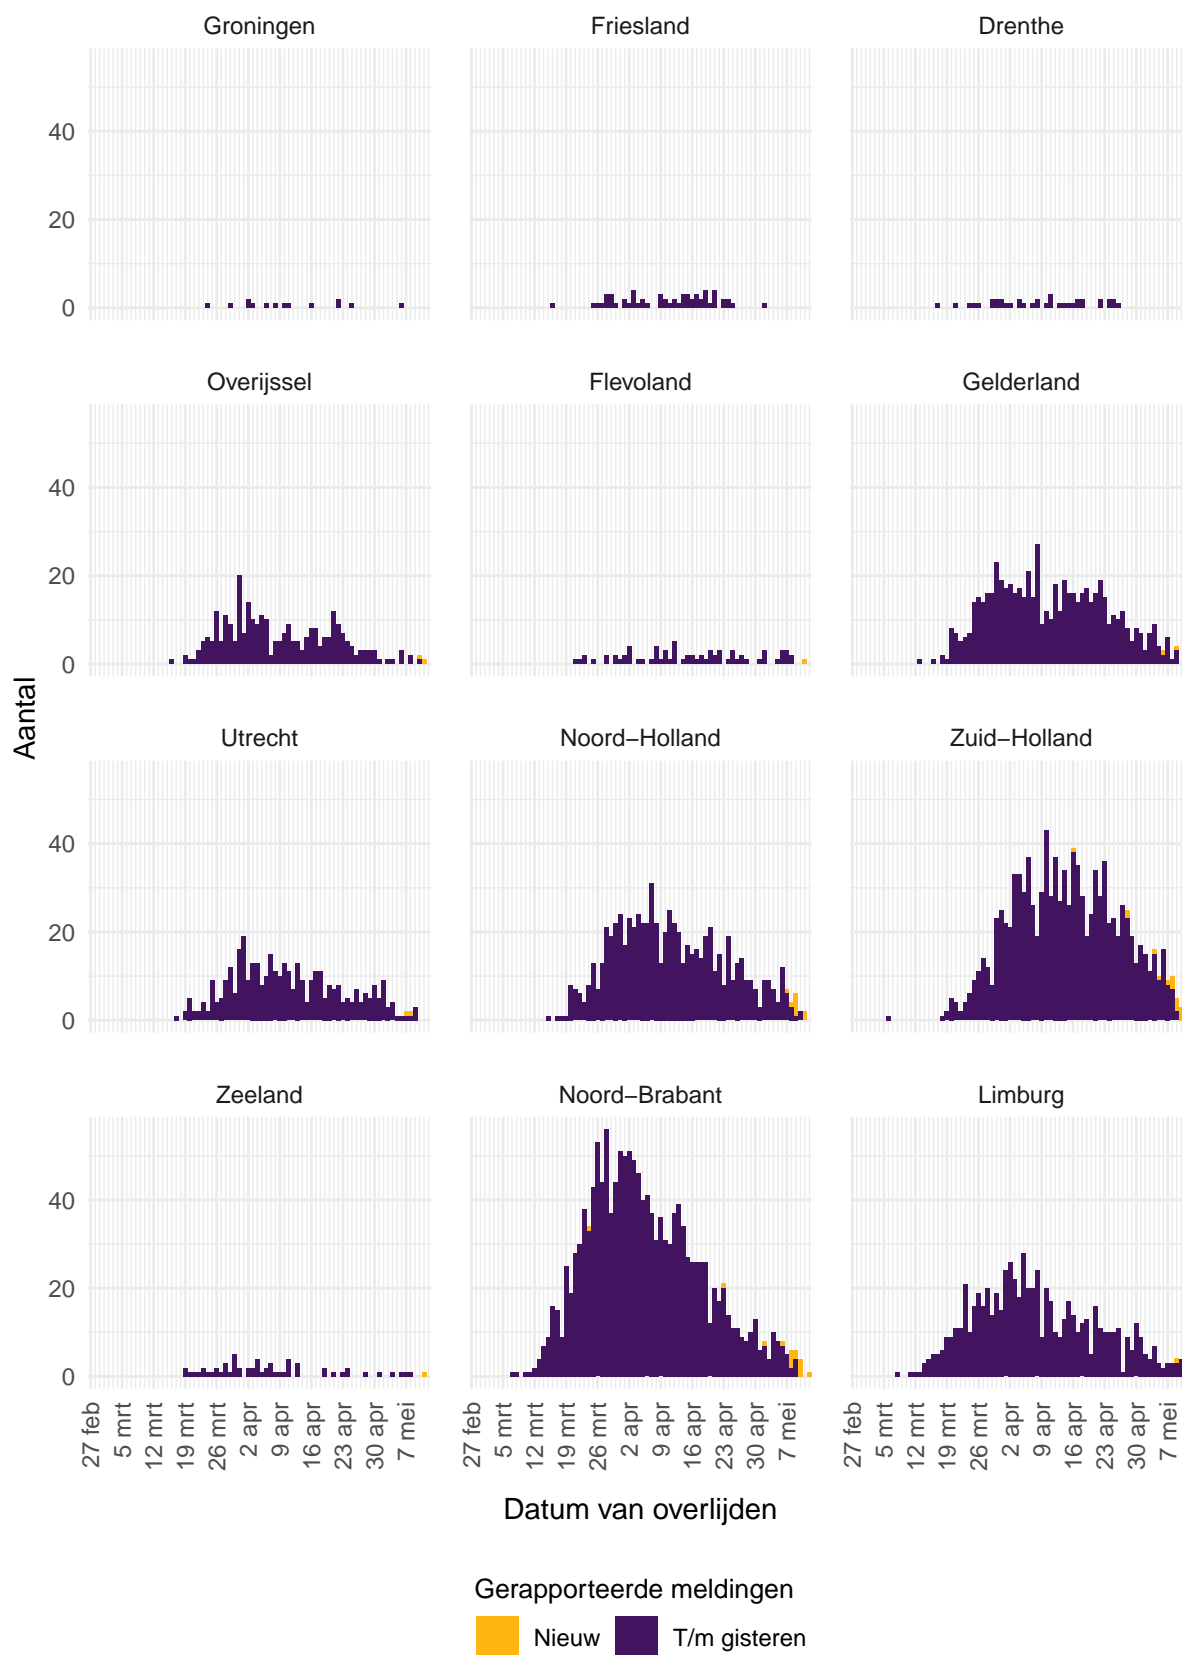 Groningen Friesland Drenthe
40
20
0
Overijssel Flevoland Gelderland
40
20
0
Aantal
Utrecht Noord−Holland Zuid−Holland
40
20
0
Zeeland Noord−Brabant Limburg
40
20
0
27 feb 5 mrt 12 mrt 19 mrt 26 mrt 2 apr 9 apr 16 apr 23 apr 30 apr 7 mei 27 feb 5 mrt 12 mrt 19 mrt 26 mrt 2 apr 9 apr 16 apr 23 apr 30 apr 7 mei 27 feb 5 mrt 12 mrt 19 mrt 26 mrt 2 apr 9 apr 16 apr 23 apr 30 apr 7 mei
Datum van overlijden
Gerapporteerde meldingen
Nieuw T/m gisteren